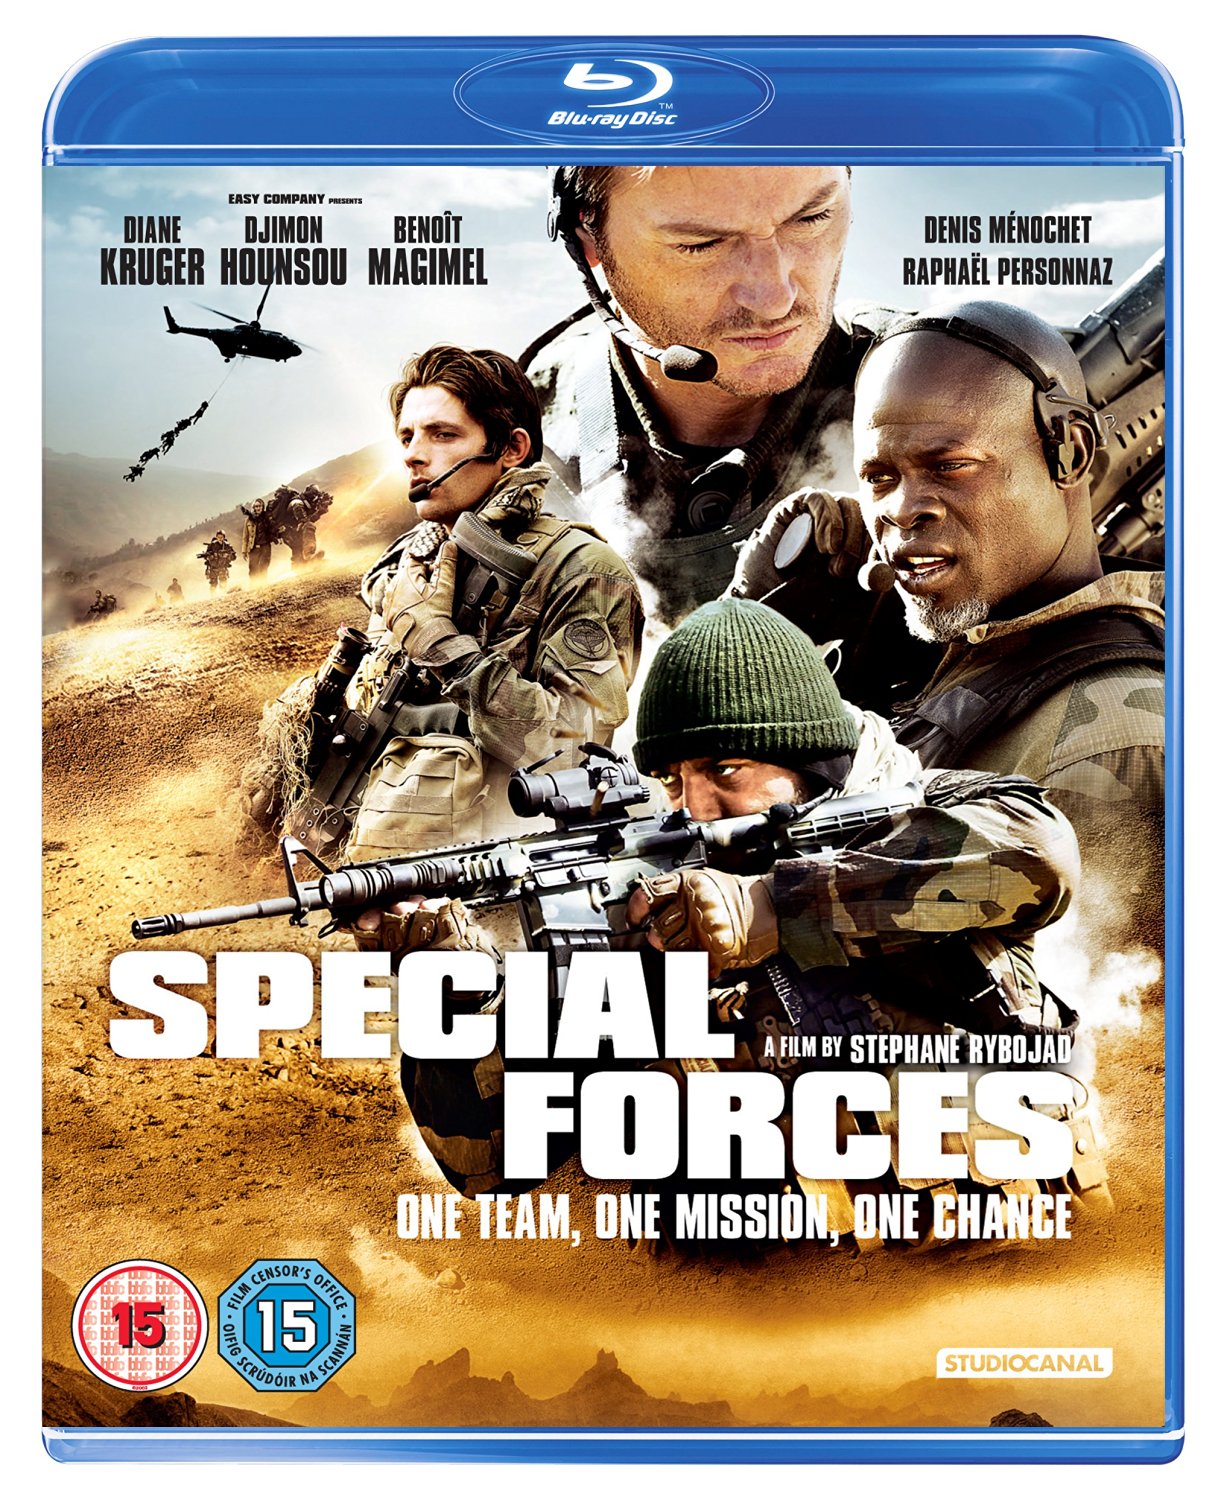 Blu-ray Disc™
EASY COMPANY PRESENTS
DIANE KRUGER
DJIMON HOUNSOU
BENOÎT MAGIMEL
DENIS MÉNOCHET
RAPHAËL PERSONNAZ
SPECIAL
A FILM BY STEPHANE RYBOJAD
FORCES
ONE TEAM, ONE MISSION, ONE CHANCE
15
FILM CENSOR'S OFFICE
15
OIFIG SCRÚDÓIR NA SCANNÁN
STUDIOCANAL